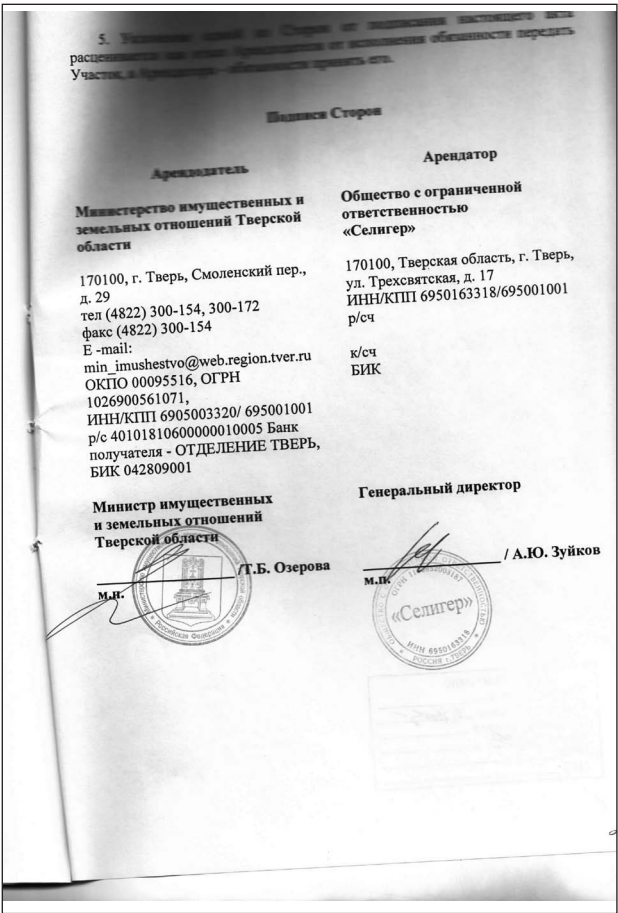 5. Уклонение одной из Сторон от подписания настоящего акта
расценивается как отказ Арендодателя от исполнения обязанности передать
Участок, а Арендатора - обязанности принять его.
Подписи Сторон
Арендодатель
Министерство имущественных и
земельных отношений Тверской
области
170100, г. Тверь, Смоленский пер.,
д. 29
тел (4822) 300-154, 300-172
факс (4822) 300-154
E -mail:
min_imushestvo@web.region.tver.ru
ОКПО 00095516, ОГРН
1026900561071,
ИНН/КПП 6905003320/ 695001001
р/с 40101810600000010005 Банк
получателя - ОТДЕЛЕНИЕ ТВЕРЬ,
БИК 042809001
Министр имущественных
и земельных отношений
Тверской области
/Т.Б. Озерова
м.п.
Российская Федерация
Арендатор
Общество с ограниченной
ответственностью
«Селигер»
170100, Тверская область, г. Тверь,
ул. Трехсвятская, д. 17
ИНН/КПП 6950163318/695001001
р/сч
к/сч
БИК
Генеральный директор
/ А.Ю. Зуйков
м.п.
«Селигер»
ИНН 6950163318
РОССИЯ г.ТВЕРЬ